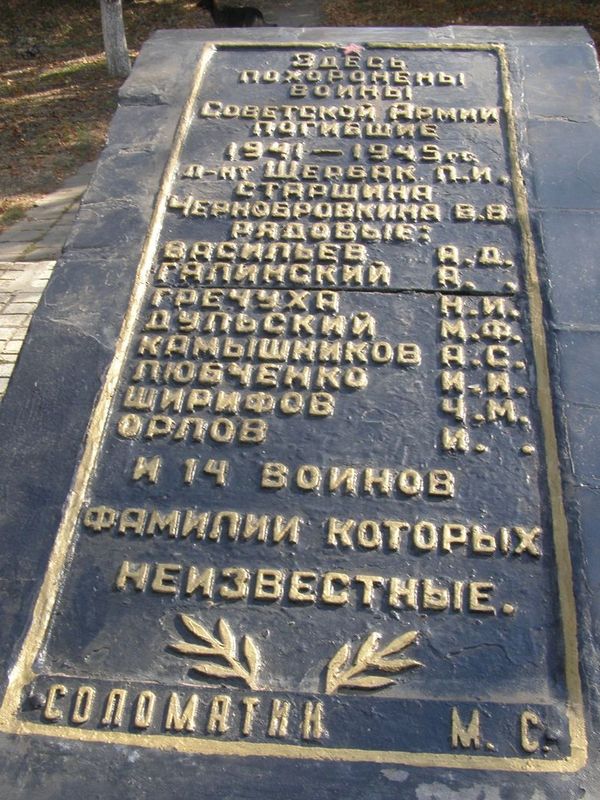 Здесь
похоронены
воины
Советской Армии
погибшие
1941 — 1945 гг.
Л-нт Щербак П.И.
старшина
Чернобровкина В.В
рядовые:
Васильев А.Д.
Галинский А. .
Гречуха Н.И.
Дульский М.Ф.
Камышников А.С.
Любченко И.И.
Ширифов Ч.М.
Орлов И. .
и 14 воинов
фамилии которых
неизвестные.
Соломатин М. С.